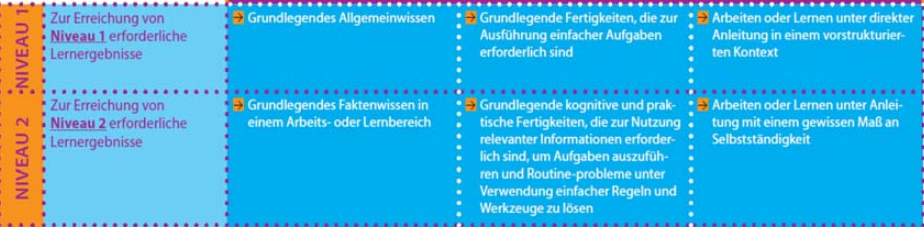 NIVEAU 1
Zur Erreichung von
Niveau 1 erforderliche
Lernergebnisse
→ Grundlegendes Allgemeinwissen
→ Grundlegende Fertigkeiten, die zur
Ausführung einfacher Aufgaben
erforderlich sind
→ Arbeiten oder Lernen unter direkter
Anleitung in einem vorstrukturier-
ten Kontext
NIVEAU 2
Zur Erreichung von
Niveau 2 erforderliche
Lernergebnisse
→ Grundlegendes Faktenwissen in
einem Arbeits- oder Lernbereich
→ Grundlegende kognitive und prak-
tische Fertigkeiten, die zur Nutzung
relevanter Informationen erforder-
lich sind, um Aufgaben auszufüh-
ren und Routine-probleme unter
Verwendung einfacher Regeln und
Werkzeuge zu lösen
→ Arbeiten oder Lernen unter Anlei-
tung mit einem gewissen Maß an
Selbstständigkeit